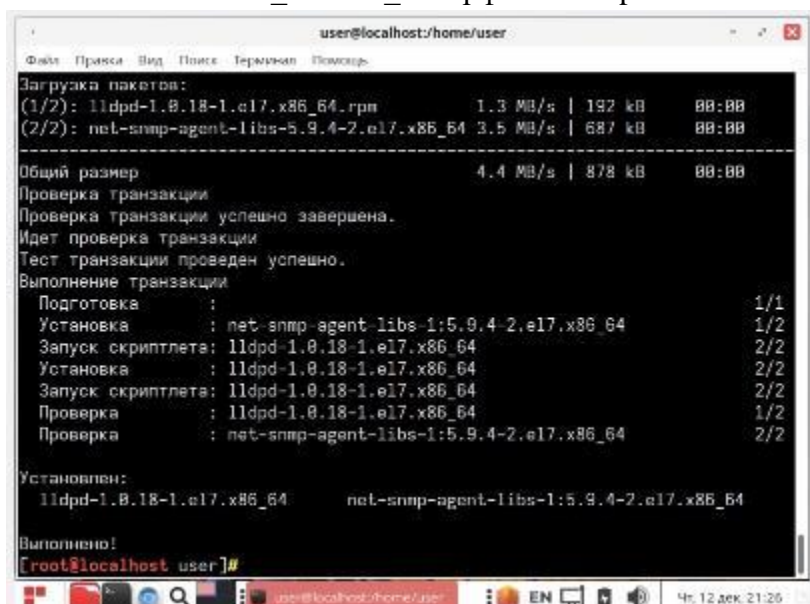 user@localhost:/home/user
Файл Правка Вид Поиск Терминал Помощь
Загрузка пакетов:
(1/2): lldpd-1.0.18-1.el7.x86_64.rpm 1.3 MB/s | 192 kB 00:00
(2/2): net-snmp-agent-libs-5.9.4-2.el7.x86_64 3.5 MB/s | 687 kB 00:00
--------------------------------------------------------------------------------
Общий размер 4.4 MB/s | 878 kB 00:00
Проверка транзакции
Проверка транзакции успешно завершена.
Идет проверка транзакции
Тест транзакции проведен успешно.
Выполнение транзакции
Подготовка : 1/1
Установка : net-snmp-agent-libs-1:5.9.4-2.el7.x86_64 1/2
Запуск скриптлета: lldpd-1.0.18-1.el7.x86_64 2/2
Установка : lldpd-1.0.18-1.el7.x86_64 2/2
Запуск скриптлета: lldpd-1.0.18-1.el7.x86_64 2/2
Проверка : lldpd-1.0.18-1.el7.x86_64 1/2
Проверка : net-snmp-agent-libs-1:5.9.4-2.el7.x86_64 2/2
Установлен:
lldpd-1.0.18-1.el7.x86_64 net-snmp-agent-libs-1:5.9.4-2.el7.x86_64
Выполнено!
[root@localhost user]#
user@localhost:/home/user EN Чт, 12 дек, 21:26